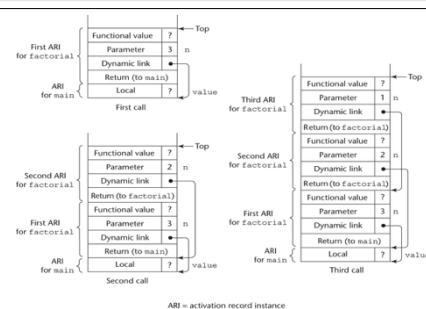 Top
Functional value ?
First ARI for factorial
Parameter 3 n
Dynamic link
Return (to main)
ARI for main
Local ? value
First call
Top
Functional value ?
Second ARI for factorial
Parameter 2 n
Dynamic link
Return (to factorial)
Functional value ?
First ARI for factorial
Parameter 3 n
Dynamic link
Return (to main)
ARI for main
Local ? value
Second call
Top
Functional value ?
Third ARI for factorial
Parameter 1 n
Dynamic link
Return (to factorial)
Functional value ?
Second ARI for factorial
Parameter 2 n
Dynamic link
Return (to factorial)
Functional value ?
First ARI for factorial
Parameter 3 n
Dynamic link
Return (to main)
ARI for main
Local ? value
Third call
ARI = activation record instance